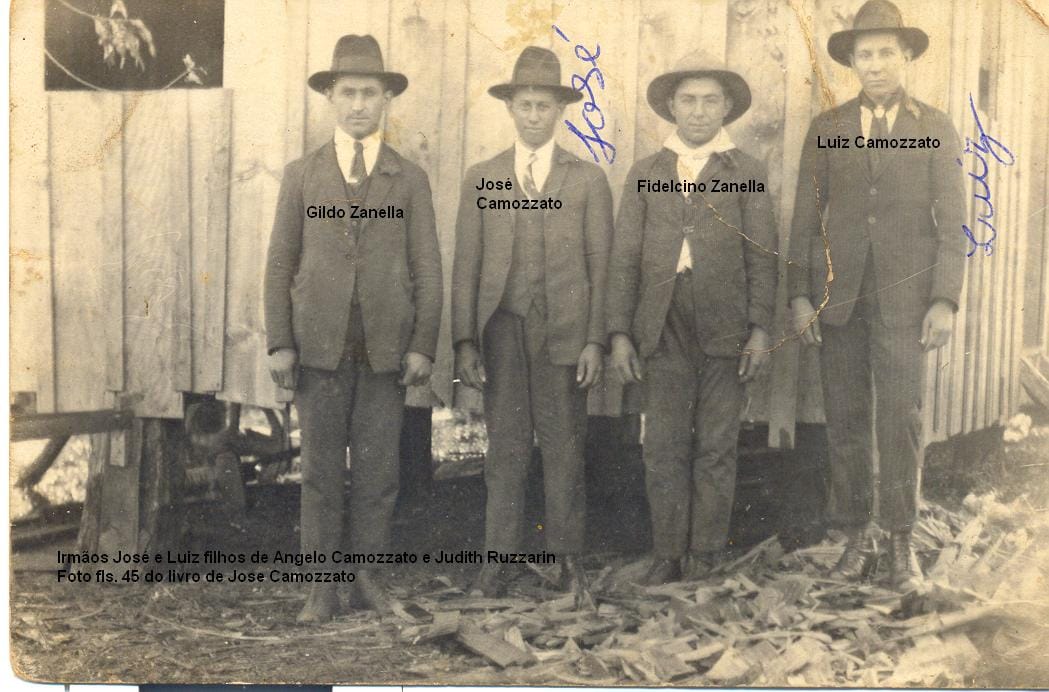 José
Luiz
Luiz Camozzato
José
Camozzato
Fidelcino Zanella
Gildo Zanella
Irmãos José e Luiz filhos de Angelo Camozzato e Judith Ruzzarin
Foto fls. 45 do livro de Jose Camozzato